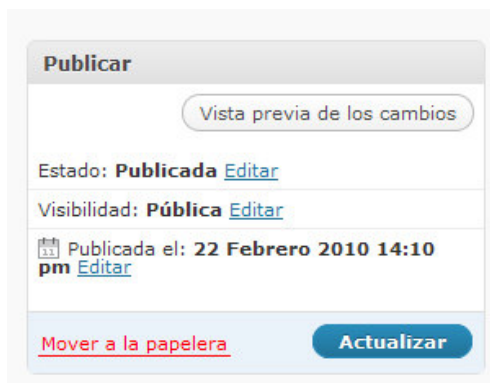 Publicar
Vista previa de los cambios
Estado: Publicada Editar
Visibilidad: Pública Editar
Publicada el: 22 Febrero 2010 14:10
pm Editar
Mover a la papelera
Actualizar